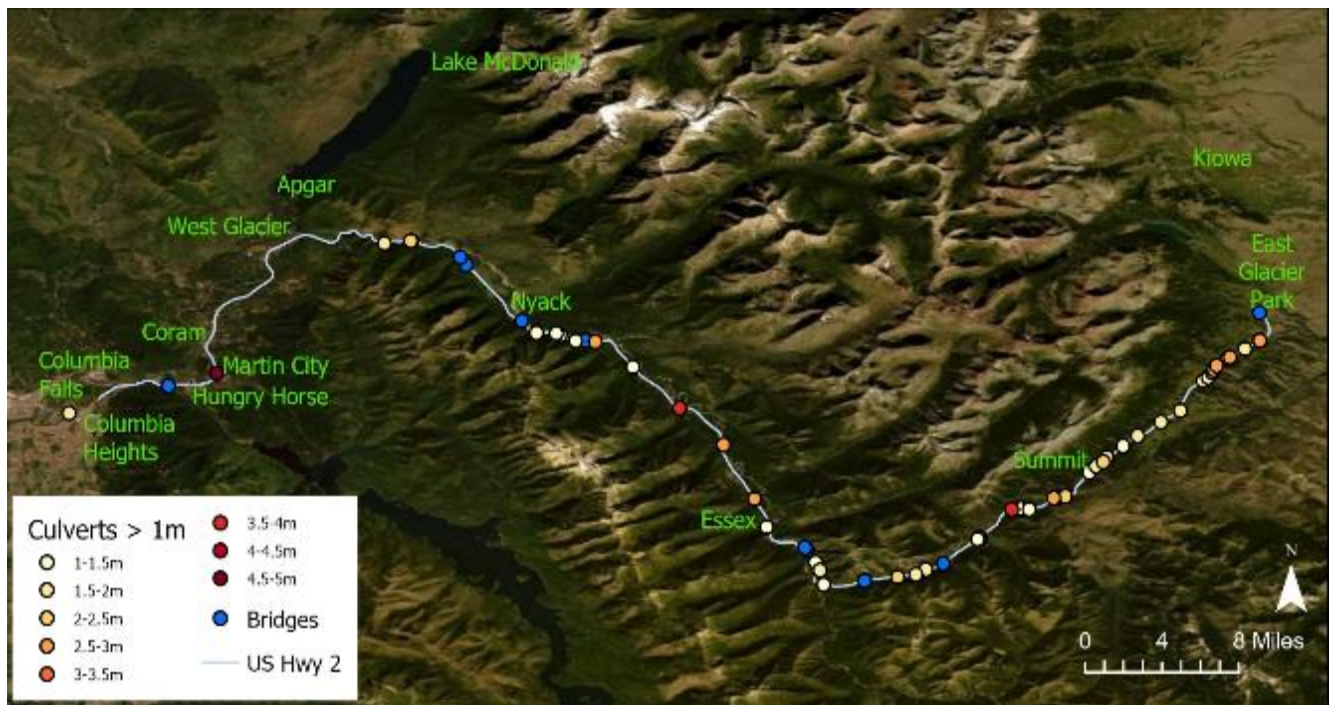 Lake McDonald
Kiowa
Apgar
West Glacier
East
Glacier
Park
Nyack
Coram
Columbia
Falls
Martin City
Hungry Horse
Columbia
Heights
Summit
Essex
Culverts > 1m
1-1.5m
1.5-2m
2-2.5m
2.5-3m
3-3.5m
3.5-4m
4-4.5m
4.5-5m
Bridges
US Hwy 2
N
0 4 8 Miles